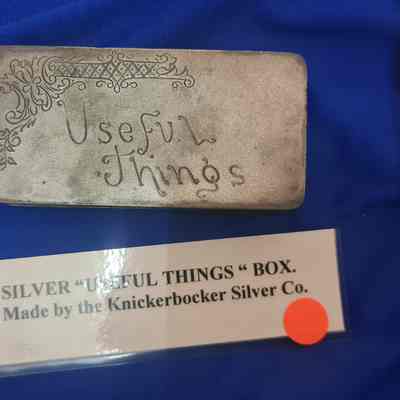 Useful
Things
SILVER “USEFUL THINGS “ BOX.
Made by the Knickerbocker Silver Co.